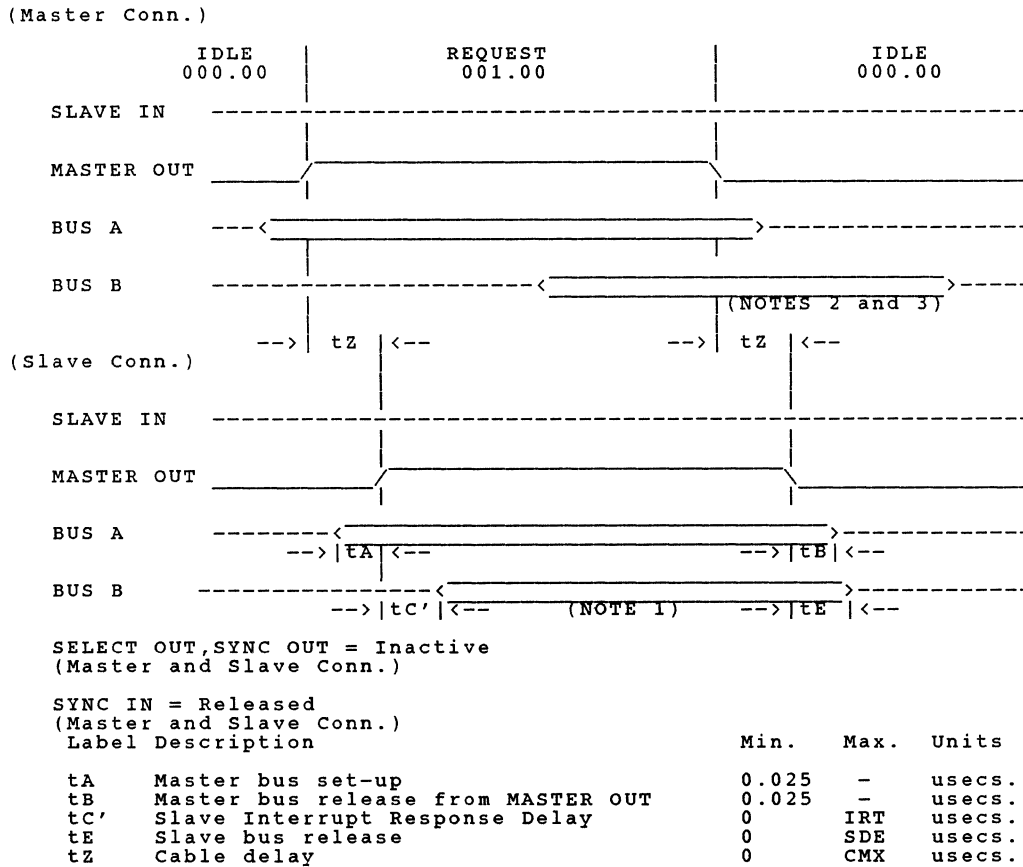 (Master Conn.)
IDLE REQUEST IDLE
000.00 001.00 000.00
SLAVE IN
MASTER OUT
BUS A
BUS B
(NOTES 2 and 3)
-->| tZ |<-- -->| tZ |<--
(Slave Conn.)
SLAVE IN
MASTER OUT
BUS A
-->|tA|<-- -->|tB|<--
BUS B
-->|tC'|<-- (NOTE 1) -->|tE|<--
SELECT OUT,SYNC OUT = Inactive
(Master and Slave Conn.)
SYNC IN = Released
(Master and Slave Conn.)
Label Description Min. Max. Units
tA Master bus set-up 0.025 - usecs.
tB Master bus release from MASTER OUT 0.025 - usecs.
tC' Slave Interrupt Response Delay 0 IRT usecs.
tE Slave bus release 0 SDE usecs.
tZ Cable delay 0 CMX usecs.